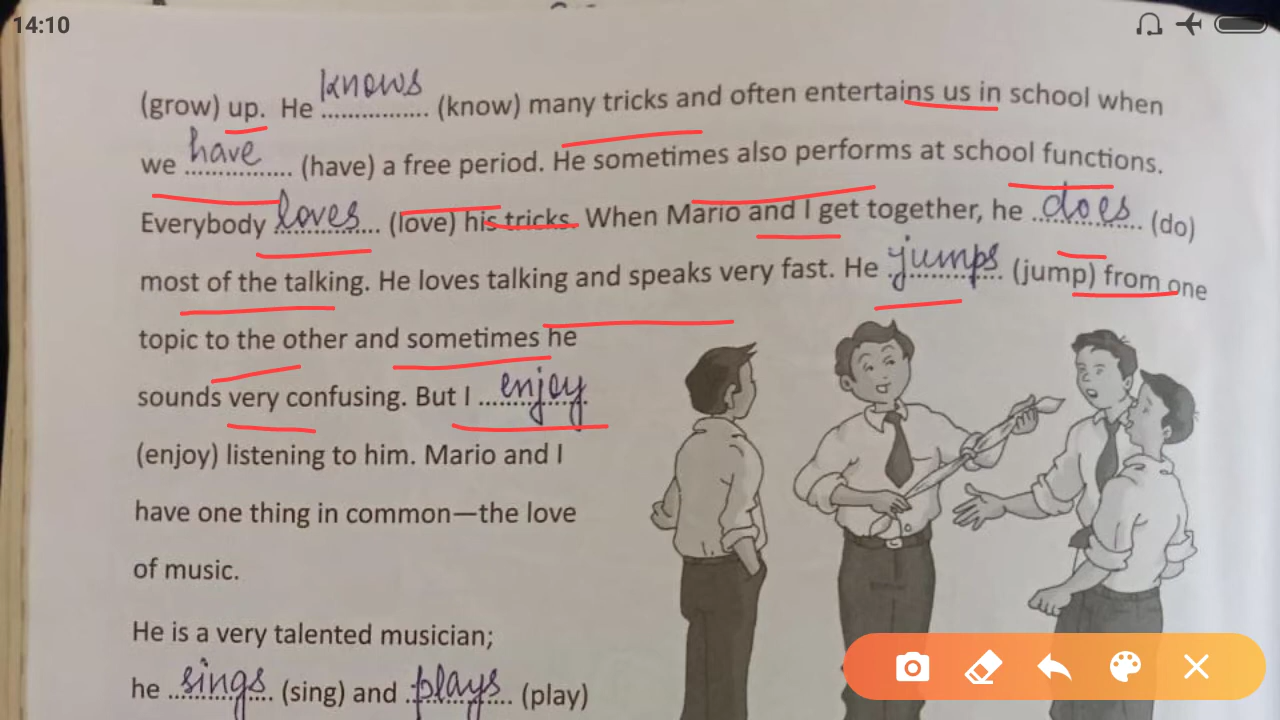 14:10
(grow) up. He knows (know) many tricks and often entertains us in school when
we have (have) a free period. He sometimes also performs at school functions.
Everybody loves (love) his tricks. When Mario and I get together, he does (do)
most of the talking. He loves talking and speaks very fast. He jumps (jump) from one
topic to the other and sometimes he
sounds very confusing. But I enjoy
(enjoy) listening to him. Mario and I
have one thing in common—the love
of music.
He is a very talented musician;
he sings (sing) and plays (play)